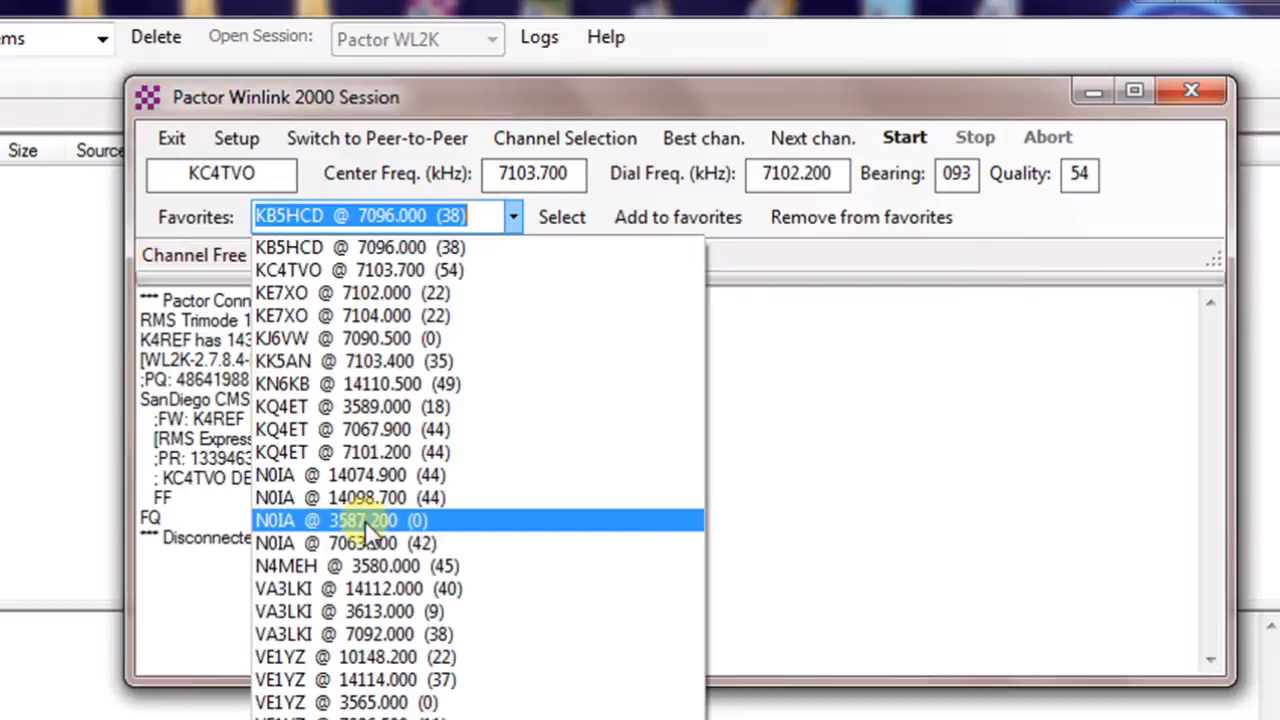 ms Delete Open Session: Pactor WL2K Logs Help
Pactor Winlink 2000 Session
Size Source
Exit Setup Switch to Peer-to-Peer Channel Selection Best chan. Next chan. Start Stop Abort
KC4TVO Center Freq. (kHz): 7103.700 Dial Freq. (kHz): 7102.200 Bearing: 093 Quality: 54
Favorites: KB5HCD @ 7096.000 (38) Select Add to favorites Remove from favorites
Channel Free
*** Pactor Conn
RMS Trimode 1
K4REF has 143
[WL2K-2.7.8.4-
;PQ: 48641988
SanDiego CMS
;FW: K4REF
[RMS Express
;PR: 1339463
; KC4TVO DE
FF
FQ
*** Disconnecte
KB5HCD @ 7096.000 (38)
KC4TVO @ 7103.700 (54)
KE7XO @ 7102.000 (22)
KE7XO @ 7104.000 (22)
KJ6VW @ 7090.500 (0)
KK5AN @ 7103.400 (35)
KN6KB @ 14110.500 (49)
KQ4ET @ 3589.000 (18)
KQ4ET @ 7067.900 (44)
KQ4ET @ 7101.200 (44)
N0IA @ 14074.900 (44)
N0IA @ 14098.700 (44)
N0IA @ 3587.200 (0)
N0IA @ (42)
N4MEH @ 3580.000 (45)
VA3LKI @ 14112.000 (40)
VA3LKI @ 3613.000 (9)
VA3LKI @ 7092.000 (38)
VE1YZ @ 10148.200 (22)
VE1YZ @ 14114.000 (37)
VE1YZ @ 3565.000 (0)